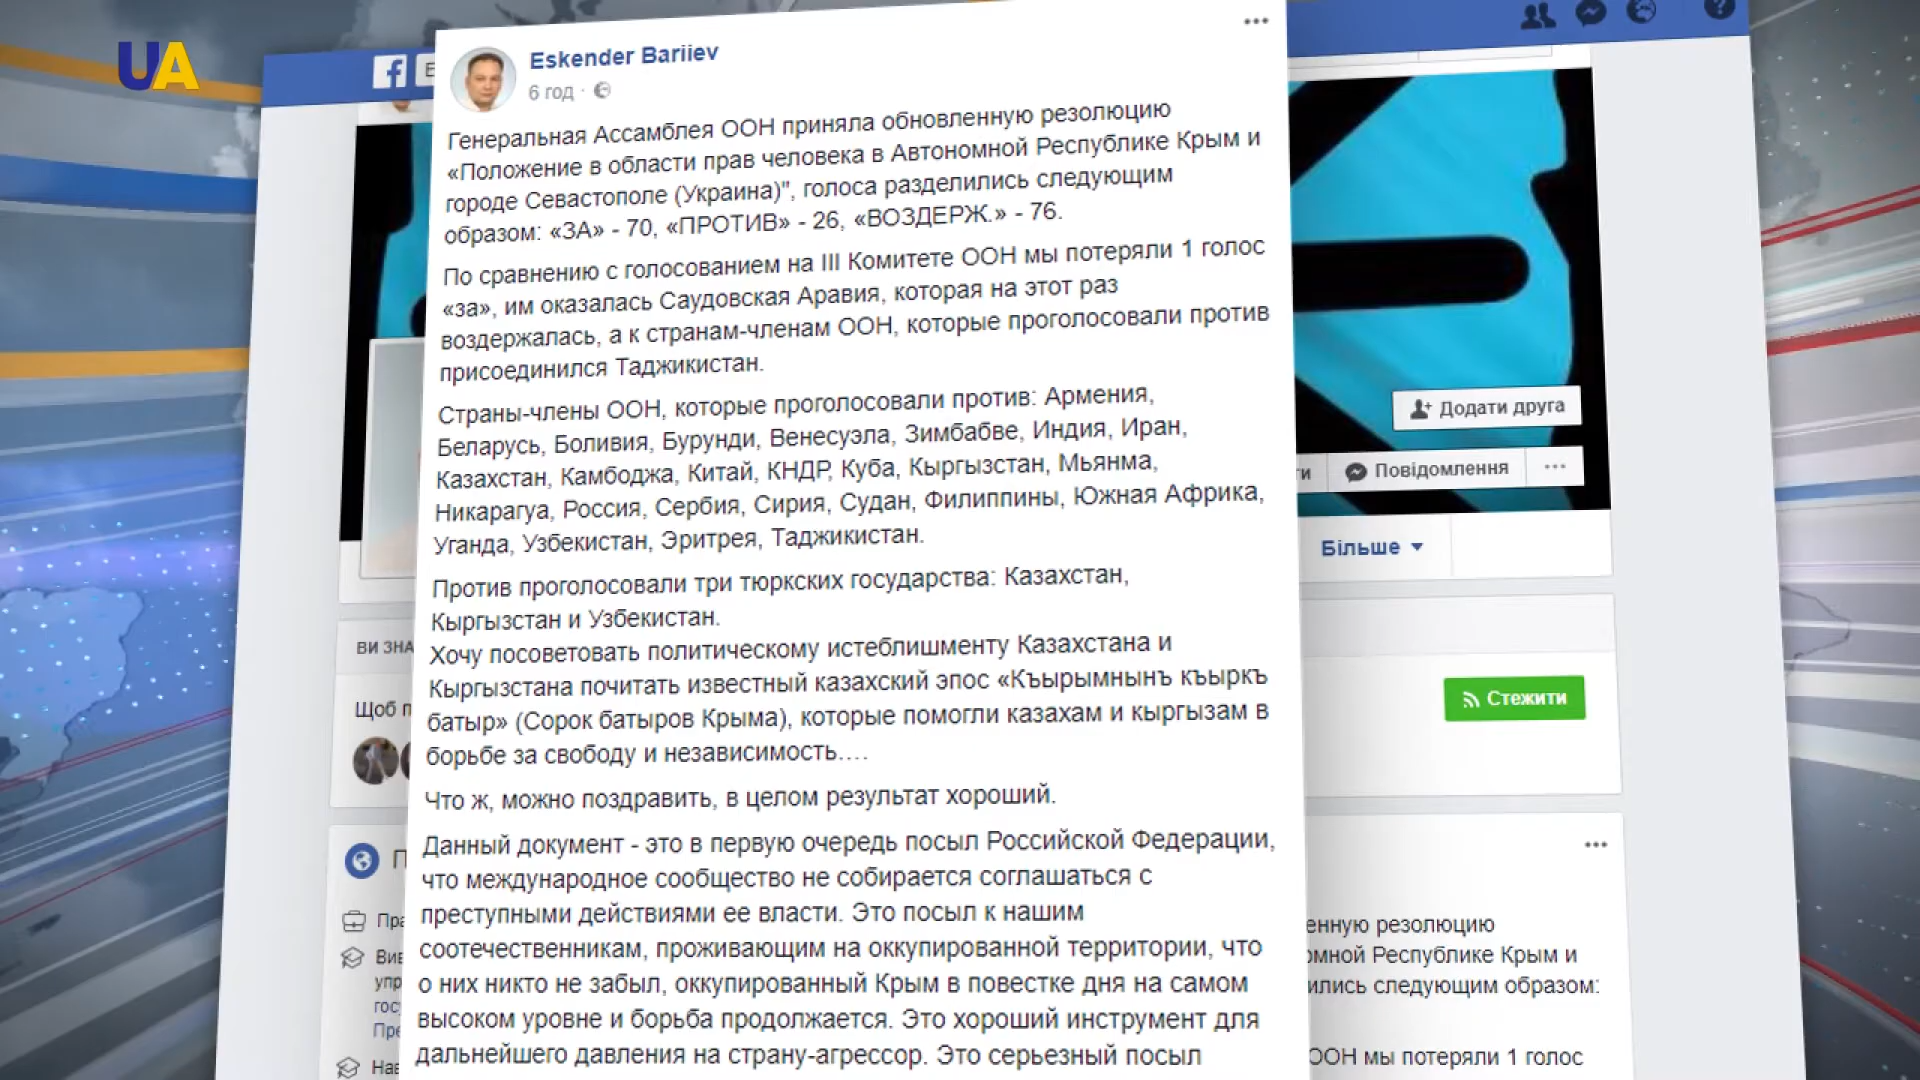 UA
Eskender Bariiev
6 год ·
Генеральная Ассамблея ООН приняла обновленную резолюцию
«Положение в области прав человека в Автономной Республике Крым и
городе Севастополе (Украина)", голоса разделились следующим
образом: «ЗА» - 70, «ПРОТИВ» - 26, «ВОЗДЕРЖ.» - 76.
По сравнению с голосованием на III Комитете ООН мы потеряли 1 голос
«за», им оказалась Саудовская Аравия, которая на этот раз
воздержалась, а к странам-членам ООН, которые проголосовали против
присоединился Таджикистан.
Страны-члены ООН, которые проголосовали против: Армения,
Беларусь, Боливия, Бурунди, Венесуэла, Зимбабве, Индия, Иран,
Казахстан, Камбоджа, Китай, КНДР, Куба, Кыргызстан, Мьянма,
Никарагуа, Россия, Сербия, Сирия, Судан, Филиппины, Южная Африка,
Уганда, Узбекистан, Эритрея, Таджикистан.
Против проголосовали три тюркских государства: Казахстан,
Кыргызстан и Узбекистан.
Хочу посоветовать политическому истеблишменту Казахстана и
Кыргызстана почитать известный казахский эпос «Къырымнынъ къыркъ
батыр» (Сорок батыров Крыма), которые помогли казахам и кыргызам в
борьбе за свободу и независимость….
Что ж, можно поздравить, в целом результат хороший.
Данный документ - это в первую очередь посыл Российской Федерации,
что международное сообщество не собирается соглашаться с
преступными действиями ее власти. Это посыл к нашим
соотечественникам, проживающим на оккупированной территории, что
о них никто не забыл, оккупированный Крым в повестке дня на самом
высоком уровне и борьба продолжается. Это хороший инструмент для
дальнейшего давления на страну-агрессор. Это серьезный посыл
Додати друга
ти
Повідомлення
Більше
Стежити
ВИ ЗНА
Щоб п
П
Пра
Вив
упр
гос
Пре
Нав
енную резолюцию
омной Республике Крым и
ились следующим образом:
ООН мы потеряли 1 голос